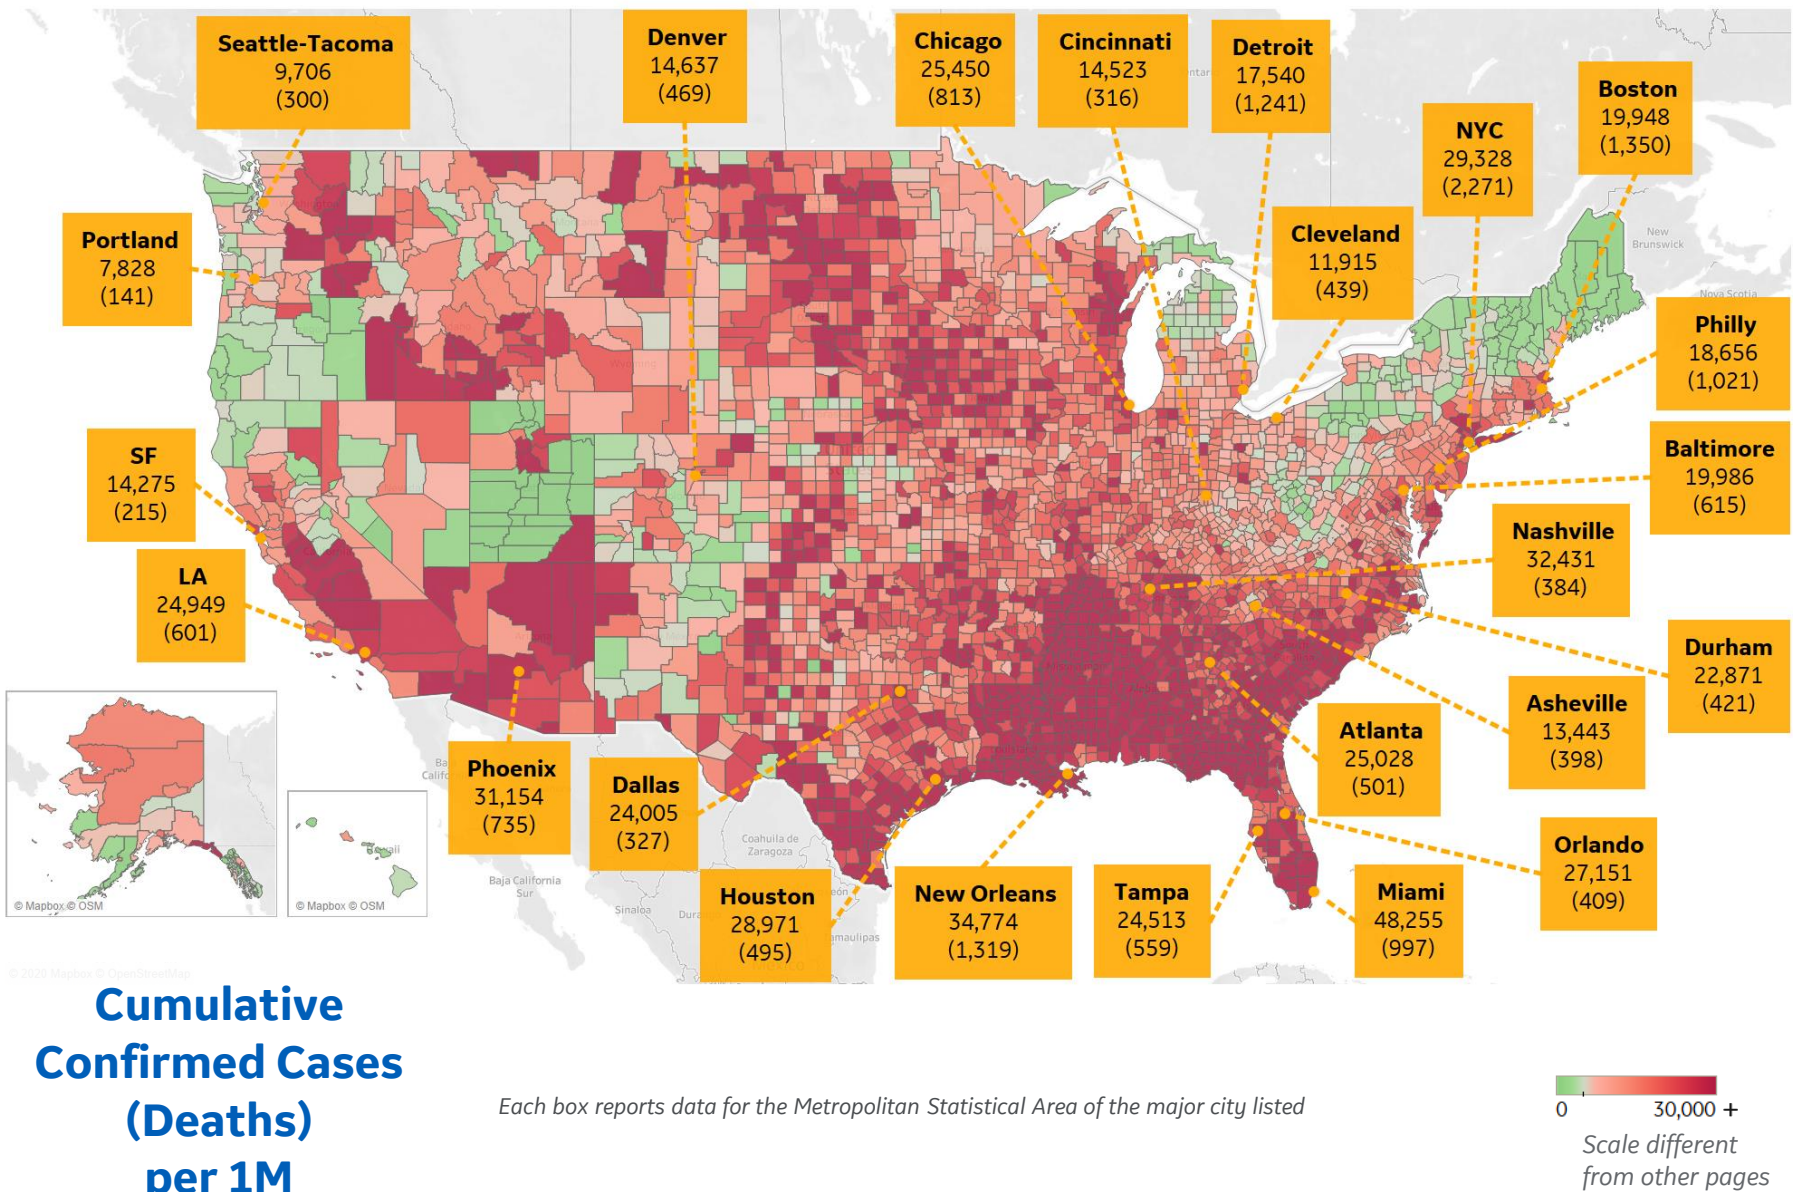 Seattle-Tacoma
9,706
(300)
Denver
14,637
(469)
Chicago
25,450
(813)
Cincinnati
14,523
(316)
Detroit
17,540
(1,241)
Boston
19,948
(1,350)
NYC
29,328
(2,271)
Portland
7,828
(141)
Cleveland
11,915
(439)
New
Brunswick
Nova Scotia
Philly
18,656
(1,021)
SF
14,275
(215)
Baltimore
19,986
(615)
Nashville
32,431
(384)
LA
24,949
(601)
Durham
22,871
(421)
Asheville
13,443
(398)
Atlanta
25,028
(501)
Phoenix
31,154
(735)
Dallas
24,005
(327)
Coahuila de
Zaragoza
Orlando
27,151
(409)
Houston
28,971
(495)
New Orleans
34,774
(1,319)
Tampa
24,513
(559)
Miami
48,255
(997)
Baja California
Sur
Sinaloa
© Mapbox © OSM
© Mapbox © OSM
© 2020 Mapbox © OpenStreetMap
Cumulative
Confirmed Cases
(Deaths)
per 1M
Each box reports data for the Metropolitan Statistical Area of the major city listed
0 30,000 +
Scale different
from other pages